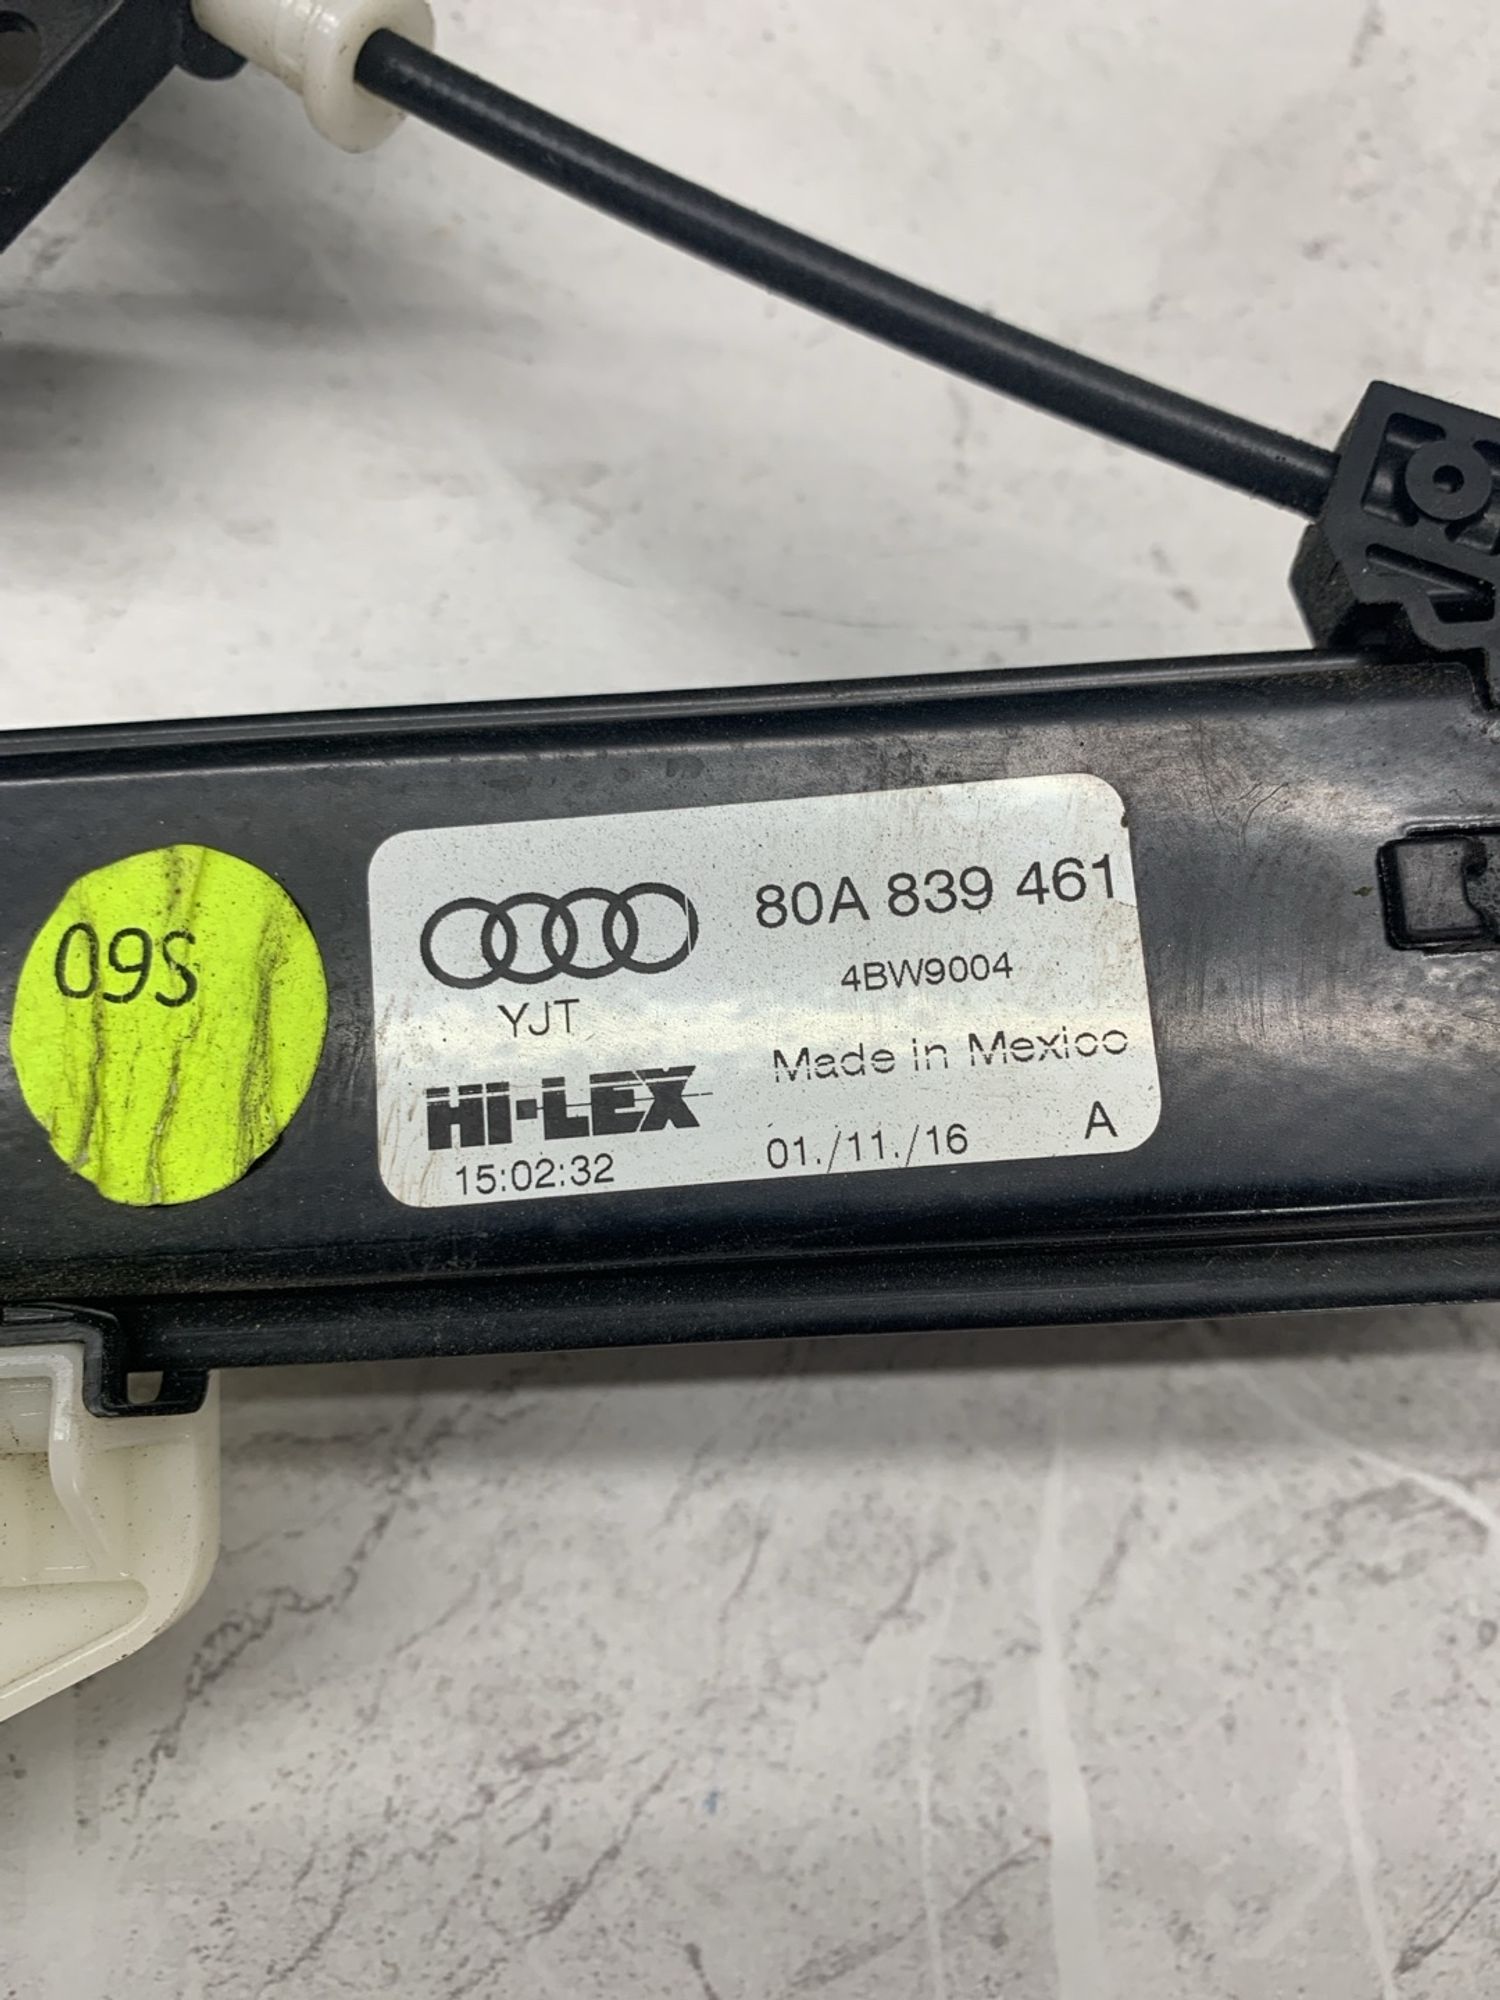 09S
80A 839 461
4BW9004
YJT
Made in Mexico
HI-LEX
01./11./16 A
15:02:32